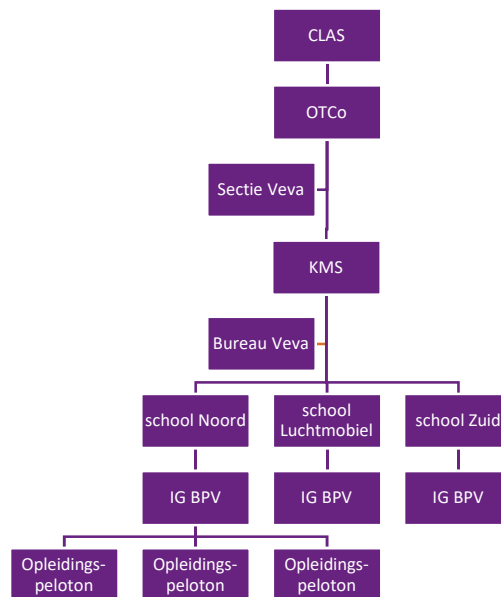 CLAS
OTCo
Sectie Veva
KMS
Bureau Veva
school Noord
school
Luchtmobiel
school Zuid
IG BPV
IG BPV
IG BPV
Opleidings-
peloton
Opleidings-
peloton
Opleidings-
peloton